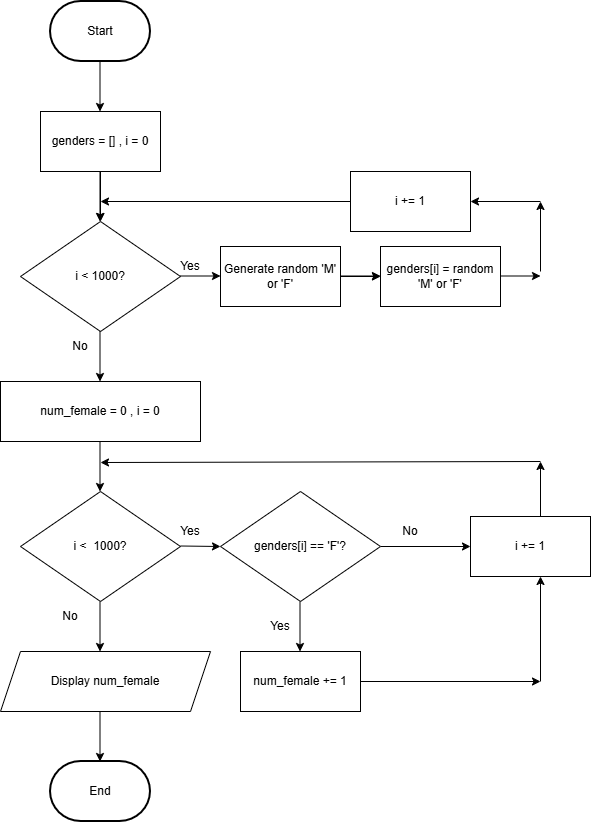 Start
genders = [] , i = 0
i += 1
i < 1000?
Yes
Generate random 'M'
or 'F'
genders[i] = random
'M' or 'F'
No
num_female = 0 , i = 0
i <  1000?
Yes
genders[i] == 'F'?
No
i += 1
No
Yes
Display num_female
num_female += 1
End